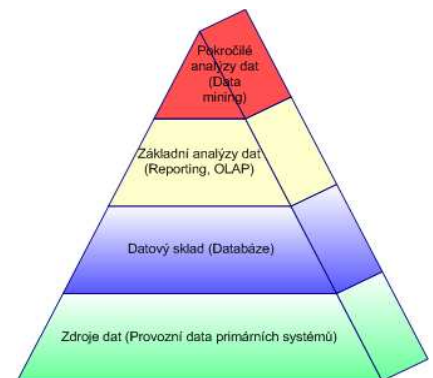 Pokročilé
analýzy dat
(Data
mining)
Základní analýzy dat
(Reporting, OLAP)
Datový sklad (Databáze)
Zdroje dat (Provozní data primárních systémů)